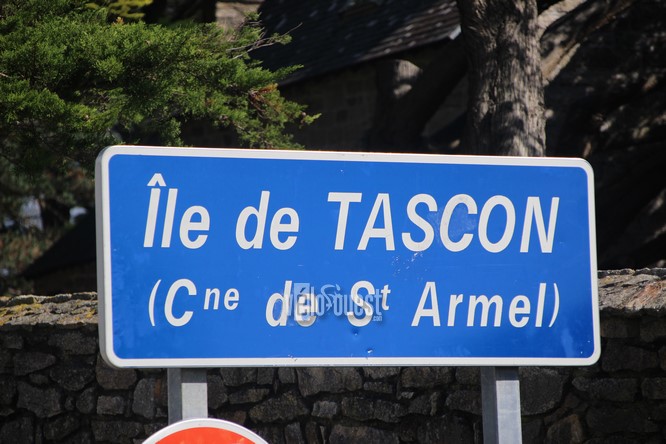 Île de TASCON
(Cne de St Armel)